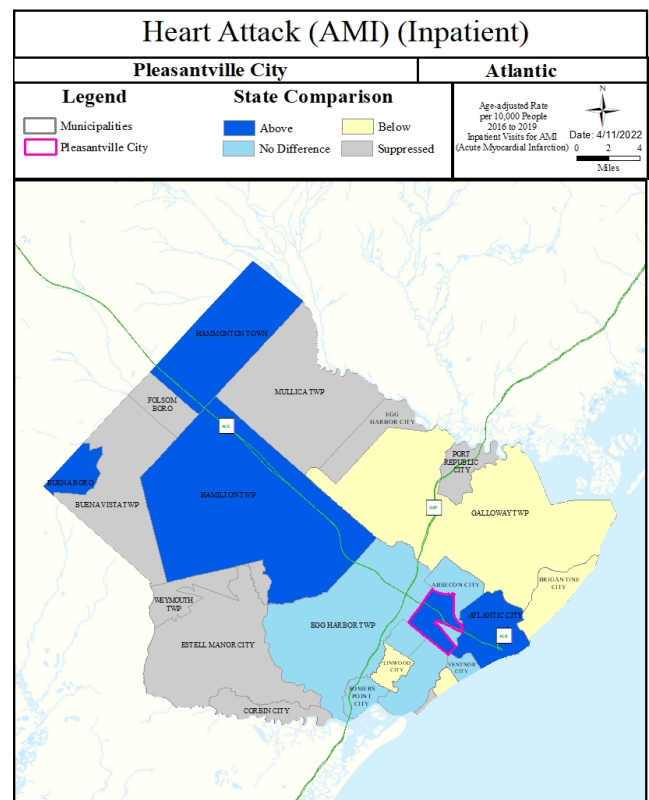 Heart Attack (AMI) (Inpatient)
Pleasantville City
Atlantic
Legend
Municipalities
Pleasantville City
State Comparison
Above
Below
No Difference
Suppressed
Age-adjusted Rate
per 10,000 People
2016 to 2019
Inpatient Visits for AMI
(Acute Myocardial Infarction)
N
Date: 4/11/2022
0 2 4
Miles
HAMMONTON TOWN
MULLICA TWP
FOLSOM
BORO
EGG
HARBOR CITY
ACE
PORT
REPUBLIC
CITY
BUENA BORO
HAMILTON TWP
BUENA VISTA TWP
GALLOWAY TWP
GSP
ABSECON CITY
BRIGANTINE
CITY
WEYMOUTH
TWP
ATLANTIC CITY
EGG HARBOR TWP
ACE
ESTELL MANOR CITY
LINWOOD
CITY
VENTNOR
CITY
SOMERS
POINT
CITY
CORBIN CITY